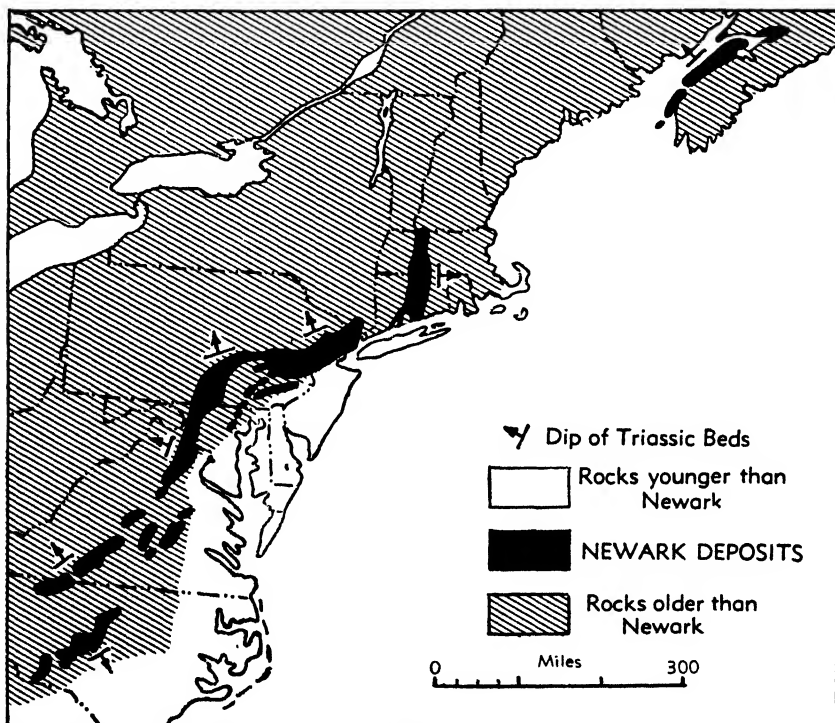 Dip of Triassic Beds
Rocks younger than
Newark
NEWARK DEPOSITS
Rocks older than
Newark
0 Miles 300